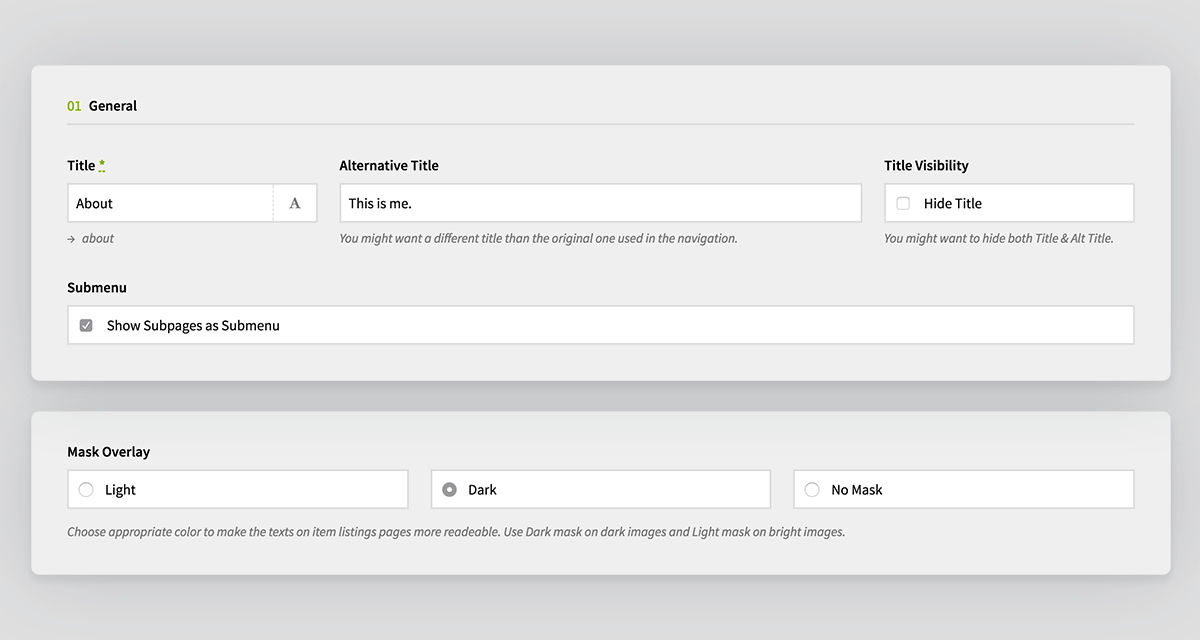 01 General
Title * Alternative Title Title Visibility
About A This is me. Hide Title
→ about You might want a different title than the original one used in the navigation. You might want to hide both Title & Alt Title.
Submenu
Show Subpages as Submenu
Mask Overlay
Light Dark No Mask
Choose appropriate color to make the texts on item listings pages more readeable. Use Dark mask on dark images and Light mask on bright images.